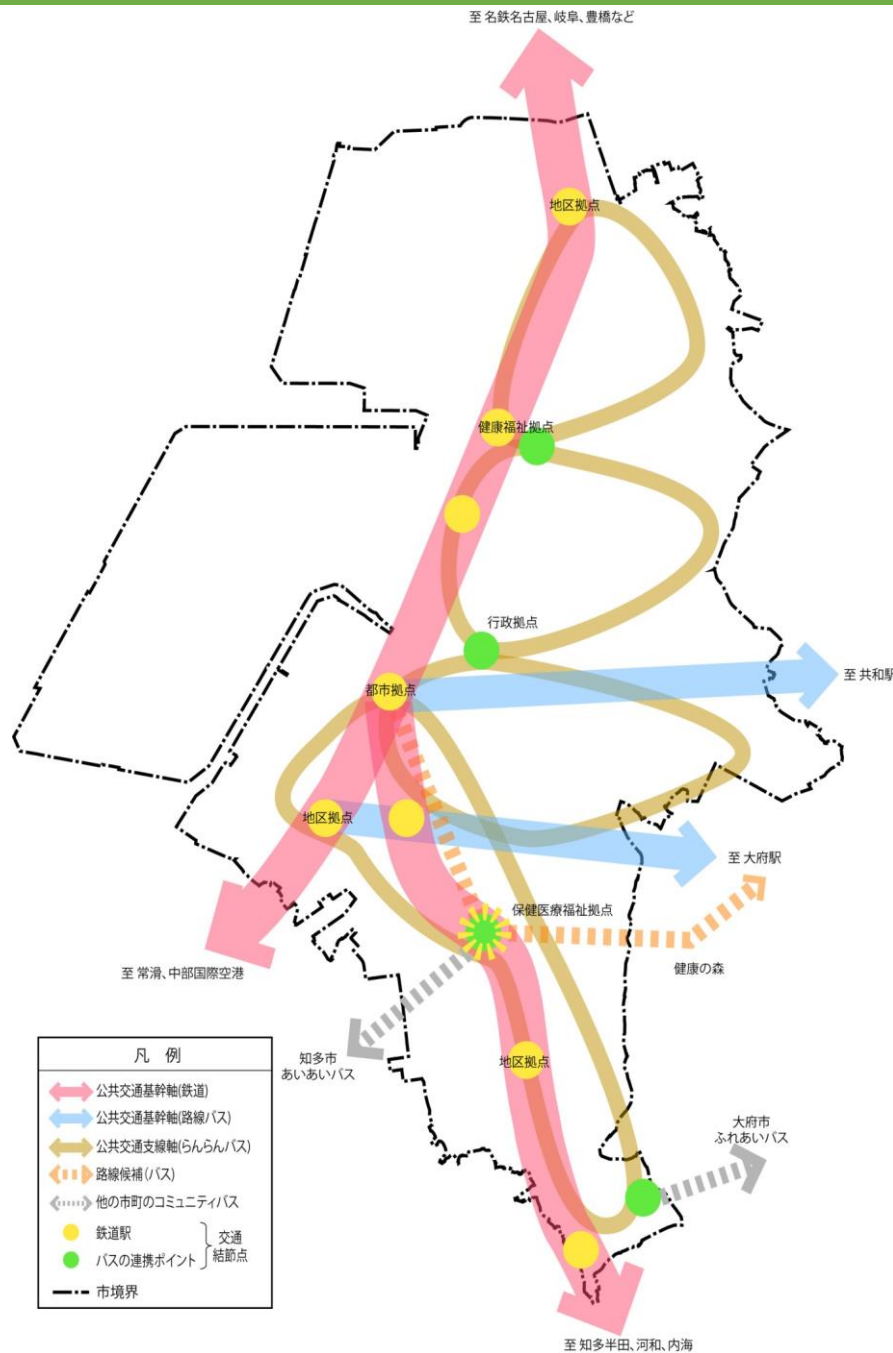 至 名鉄名古屋、岐阜、豊橋など
地区拠点
健康福祉拠点
行政拠点
都市拠点
至 共和駅
地区拠点
至 大府駅
保健医療福祉拠点
健康の森
至 常滑、中部国際空港
知多市
あいあいバス
地区拠点
大府市
ふれあいバス
至 知多半田、河和、内海
凡 例
公共交通基幹軸(鉄道)
公共交通基幹軸(路線バス)
公共交通支線軸(らんらんバス)
路線候補(バス)
他の市町のコミュニティバス
鉄道駅
バスの連携ポイント
交通
結節点
市境界